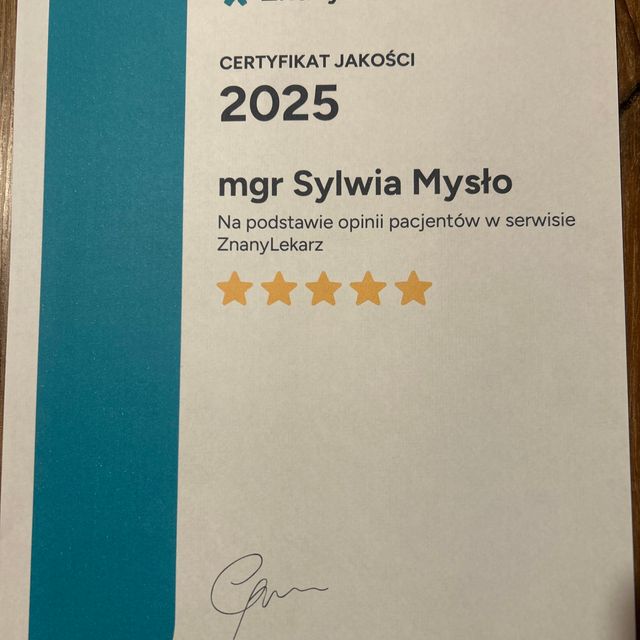 CERTYFIKAT JAKOŚCI
2025
mgr Sylwia Mysło
Na podstawie opinii pacjentów w serwisie
ZnanyLekarz